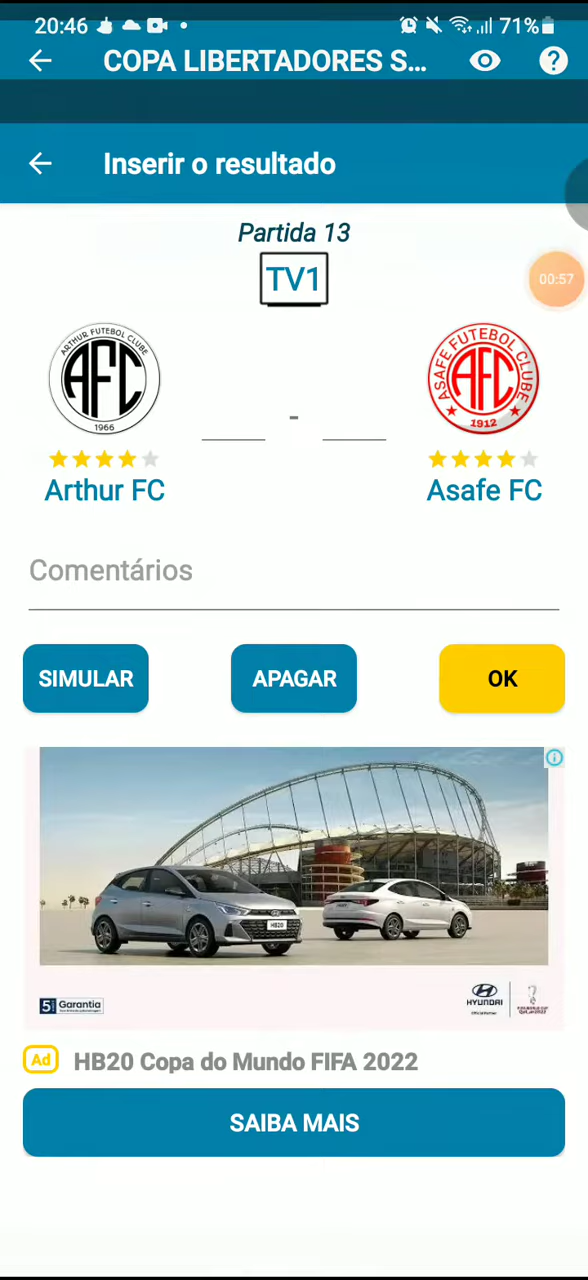 20:46
71%
COPA LIBERTADORES S...
?
Inserir o resultado
Partida 13
TV1
00:57
ARTHUR FUTEBOL CLUBE
AFC
1966
ASAFE FUTEBOL CLUBE
AFC
1912
-
Arthur FC
Asafe FC
Comentários
SIMULAR
APAGAR
OK
HB20
5
Garantia
HYUNDAI
Ad
HB20 Copa do Mundo FIFA 2022
SAIBA MAIS